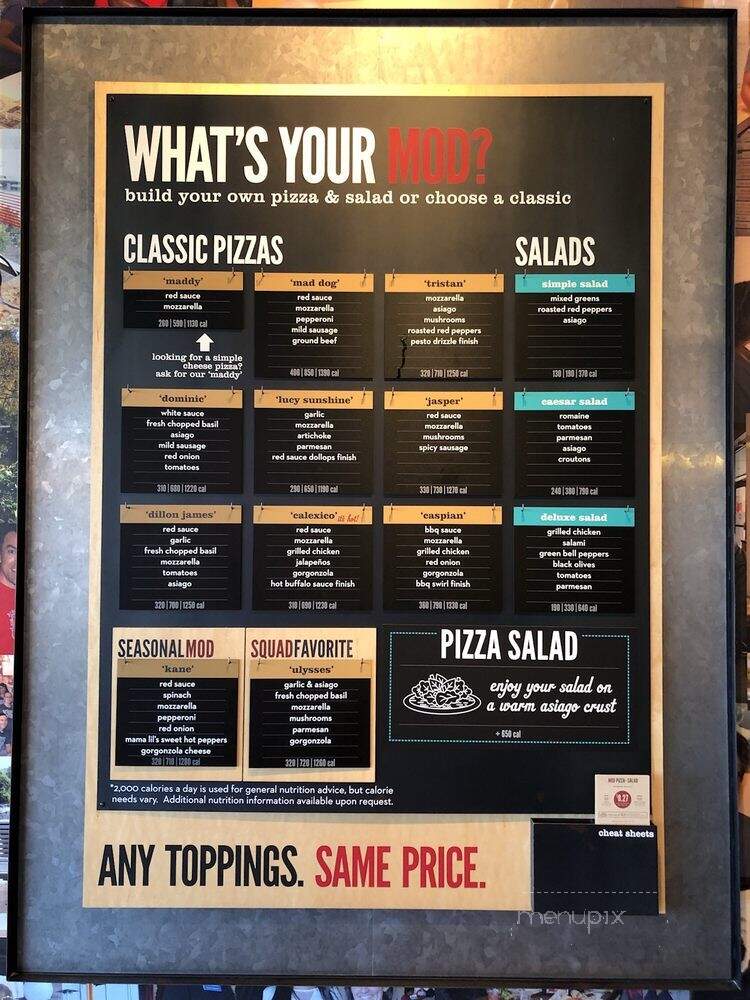 WHAT'S YOUR MOD?
build your own pizza & salad or choose a classic
CLASSIC PIZZAS
'maddy'
red sauce
mozzarella
260 | 590 | 1130 cal
looking for a simple
cheese pizza?
ask for our 'maddy'
'mad dog'
red sauce
mozzarella
pepperoni
mild sausage
ground beef
400 | 850 | 1390 cal
'tristan'
mozzarella
asiago
mushrooms
roasted red peppers
pesto drizzle finish
320 | 710 | 1250 cal
'dominic'
white sauce
fresh chopped basil
asiago
mild sausage
red onion
tomatoes
310 | 680 | 1220 cal
'lucy sunshine'
garlic
mozzarella
artichoke
parmesan
red sauce dollops finish
290 | 650 | 1190 cal
'jasper'
red sauce
mozzarella
mushrooms
spicy sausage
330 | 730 | 1270 cal
'dillon james'
red sauce
garlic
fresh chopped basil
mozzarella
tomatoes
asiago
320 | 700 | 1250 cal
'calexico' it's hot!
red sauce
mozzarella
grilled chicken
jalapeños
gorgonzola
hot buffalo sauce finish
310 | 690 | 1230 cal
'caspian'
bbq sauce
mozzarella
grilled chicken
red onion
gorgonzola
bbq swirl finish
360 | 790 | 1330 cal
SALADS
simple salad
mixed greens
roasted red peppers
asiago
130 | 190 | 370 cal
caesar salad
romaine
tomatoes
parmesan
asiago
croutons
240 | 380 | 790 cal
deluxe salad
grilled chicken
salami
green bell peppers
black olives
tomatoes
parmesan
190 | 330 | 640 cal
SEASONAL MOD
'kane'
red sauce
spinach
mozzarella
pepperoni
red onion
mama lil's sweet hot peppers
gorgonzola cheese
320 | 710 | 1280 cal
SQUAD FAVORITE
'ulysses'
garlic & asiago
fresh chopped basil
mozzarella
mushrooms
parmesan
gorgonzola
320 | 720 | 1260 cal
PIZZA SALAD
enjoy your salad on
a warm asiago crust
+ 650 cal
*2,000 calories a day is used for general nutrition advice, but calorie
needs vary. Additional nutrition information available upon request.
MOD PIZZA - SALAD
8.27
cheat sheets
ANY TOPPINGS. SAME PRICE.
menupix